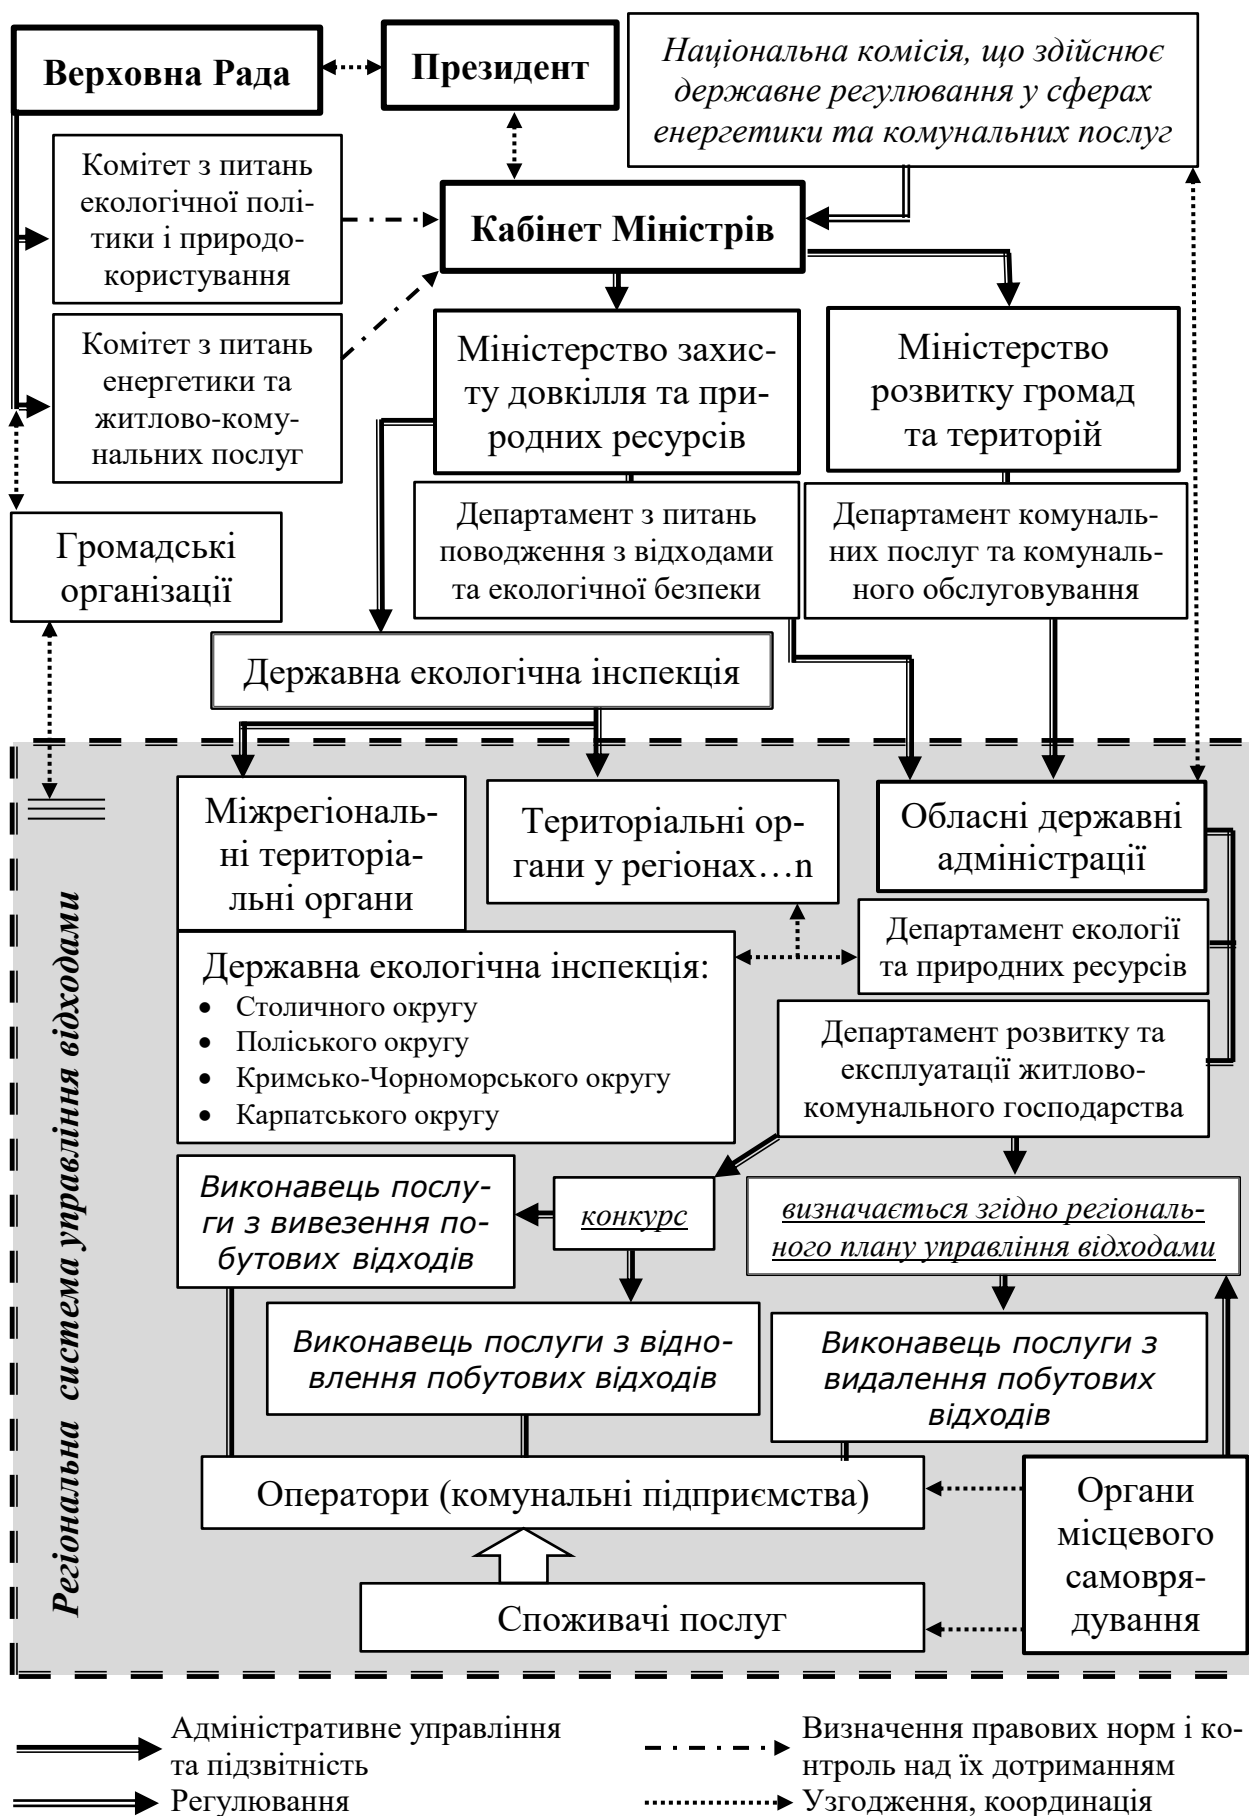 Верховна Рада
Президент
Національна комісія, що здійснює
державне регулювання у сферах
енергетики та комунальних послуг
Комітет з питань
екологічної полі-
тики і природо-
користування
Кабінет Міністрів
Комітет з питань
енергетики та
житлово-кому-
нальних послуг
Міністерство захис-
ту довкілля та при-
родних ресурсів
Міністерство
розвитку громад
та територій
Громадські
організації
Департамент з питань
поводження з відходами
та екологічної безпеки
Департамент комуналь-
них послуг та комуналь-
ного обслуговування
Державна екологічна інспекція
Регіональна система управління відходами
Міжрегіональ-
ні територіа-
льні органи
Територіальні ор-
гани у регіонах…n
Обласні державні
адміністрації
Державна екологічна інспекція:
• Столичного округу
• Поліського округу
• Кримсько-Чорноморського округу
• Карпатського округу
Департамент екології
та природних ресурсів
Департамент розвитку та
експлуатації житлово-
комунального господарства
Виконавець послу-
ги з вивезення по-
бутових відходів
конкурс
визначається згідно регіональ-
ного плану управління відходами
Виконавець послуги з відно-
влення побутових відходів
Виконавець послуги з
видалення побутових
відходів
Оператори (комунальні підприємства)
Органи
місцевого
самовря-
дування
Споживачі послуг
Адміністративне управління
та підзвітність
Регулювання
Визначення правових норм і ко-
нтроль над їх дотриманням
Узгодження, координація